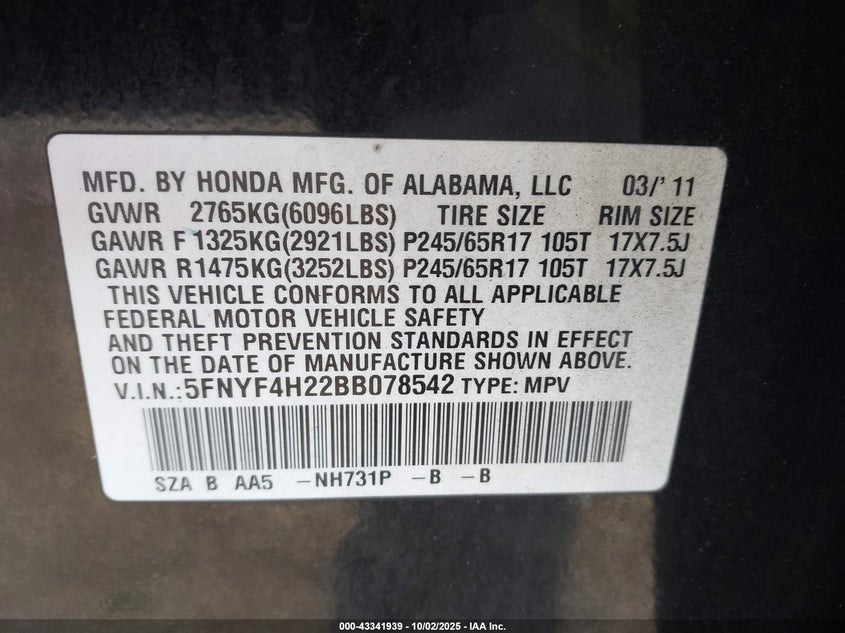 MFD. BY HONDA MFG. OF ALABAMA, LLC 03/'11
GVWR 2765KG(6096LBS) TIRE SIZE RIM SIZE
GAWR F1325KG(2921LBS) P245/65R17 105T 17X7.5J
GAWR R1475KG(3252LBS) P245/65R17 105T 17X7.5J
THIS VEHICLE CONFORMS TO ALL APPLICABLE
FEDERAL MOTOR VEHICLE SAFETY
AND THEFT PREVENTION STANDARDS IN EFFECT
ON THE DATE OF MANUFACTURE SHOWN ABOVE.
V.I.N.:5FNYF4H22BB078542 TYPE: MPV
SZA B AA5 -NH731P -B -B
000-43341939 - 10/02/2025 - IAA Inc.